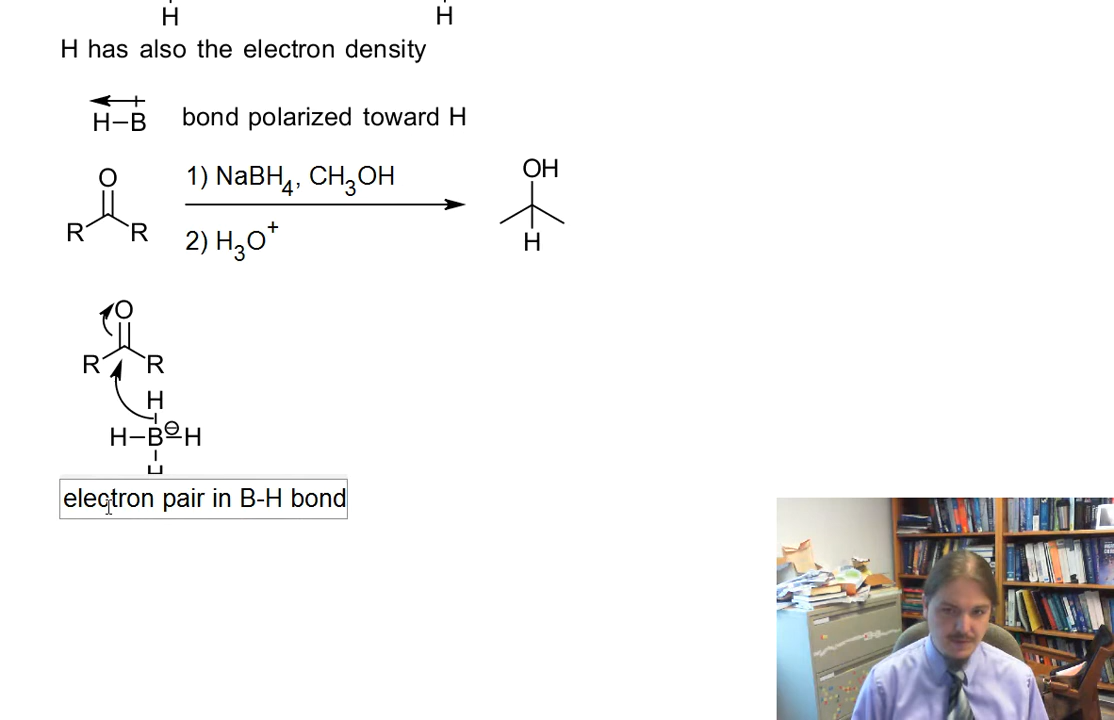 H H
H has also the electron density
H–B bond polarized toward H
O 1) NaBH4, CH3OH OH
R R 2) H3O+ H
O
R R
H
H–B⊖–H
H
electron pair in B-H bond